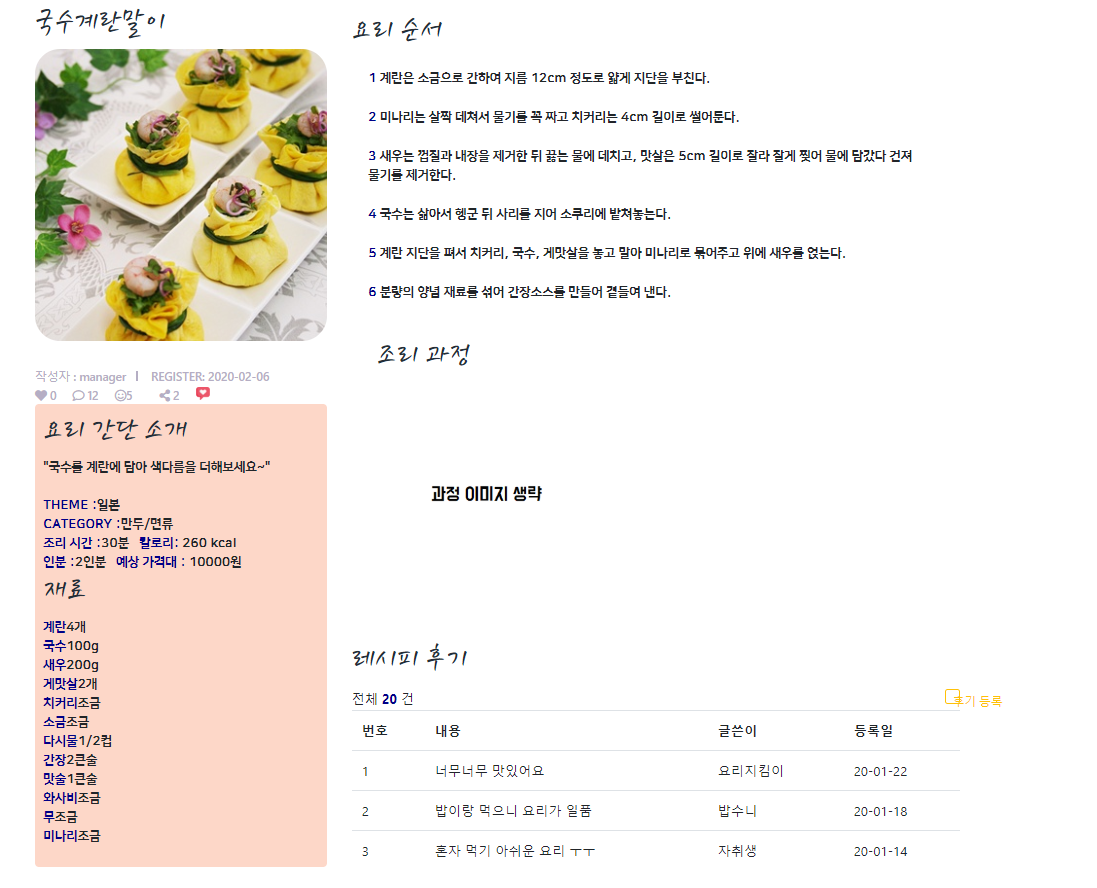 국수계란말이
작성자 : manager | REGISTER: 2020-02-06
0 12 5 2
요리 간단 소개
"국수를 계란에 담아 색다름을 더해보세요~"
THEME :일본
CATEGORY :만두/면류
조리 시간 :30분 칼로리: 260 kcal
인분 :2인분 예상 가격대 : 10000원
재료
계란4개
국수100g
새우200g
게맛살2개
치커리조금
소금조금
다시물1/2컵
간장2큰술
맛술1큰술
와사비조금
무조금
미나리조금
요리 순서
1 계란은 소금으로 간하여 지름 12cm 정도로 얇게 지단을 부친다.
2 미나리는 살짝 데쳐서 물기를 꼭 짜고 치커리는 4cm 길이로 썰어둔다.
3 새우는 껍질과 내장을 제거한 뒤 끓는 물에 데치고, 맛살은 5cm 길이로 잘라 잘게 찢어 물에 담갔다 건져
물기를 제거한다.
4 국수는 삶아서 헹군 뒤 사리를 지어 소쿠리에 밭쳐놓는다.
5 계란 지단을 펴서 치커리, 국수, 게맛살을 놓고 말아 미나리로 묶어주고 위에 새우를 얹는다.
6 분량의 양념 재료를 섞어 간장소스를 만들어 곁들여 낸다.
조리 과정
과정 이미지 생략
레시피 후기
전체 20 건
후기 등록
번호 내용 글쓴이 등록일
1 너무너무 맛있어요 요리지킴이 20-01-22
2 밥이랑 먹으니 요리가 일품 밥수니 20-01-18
3 혼자 먹기 아쉬운 요리 ㅜㅜ 자취생 20-01-14